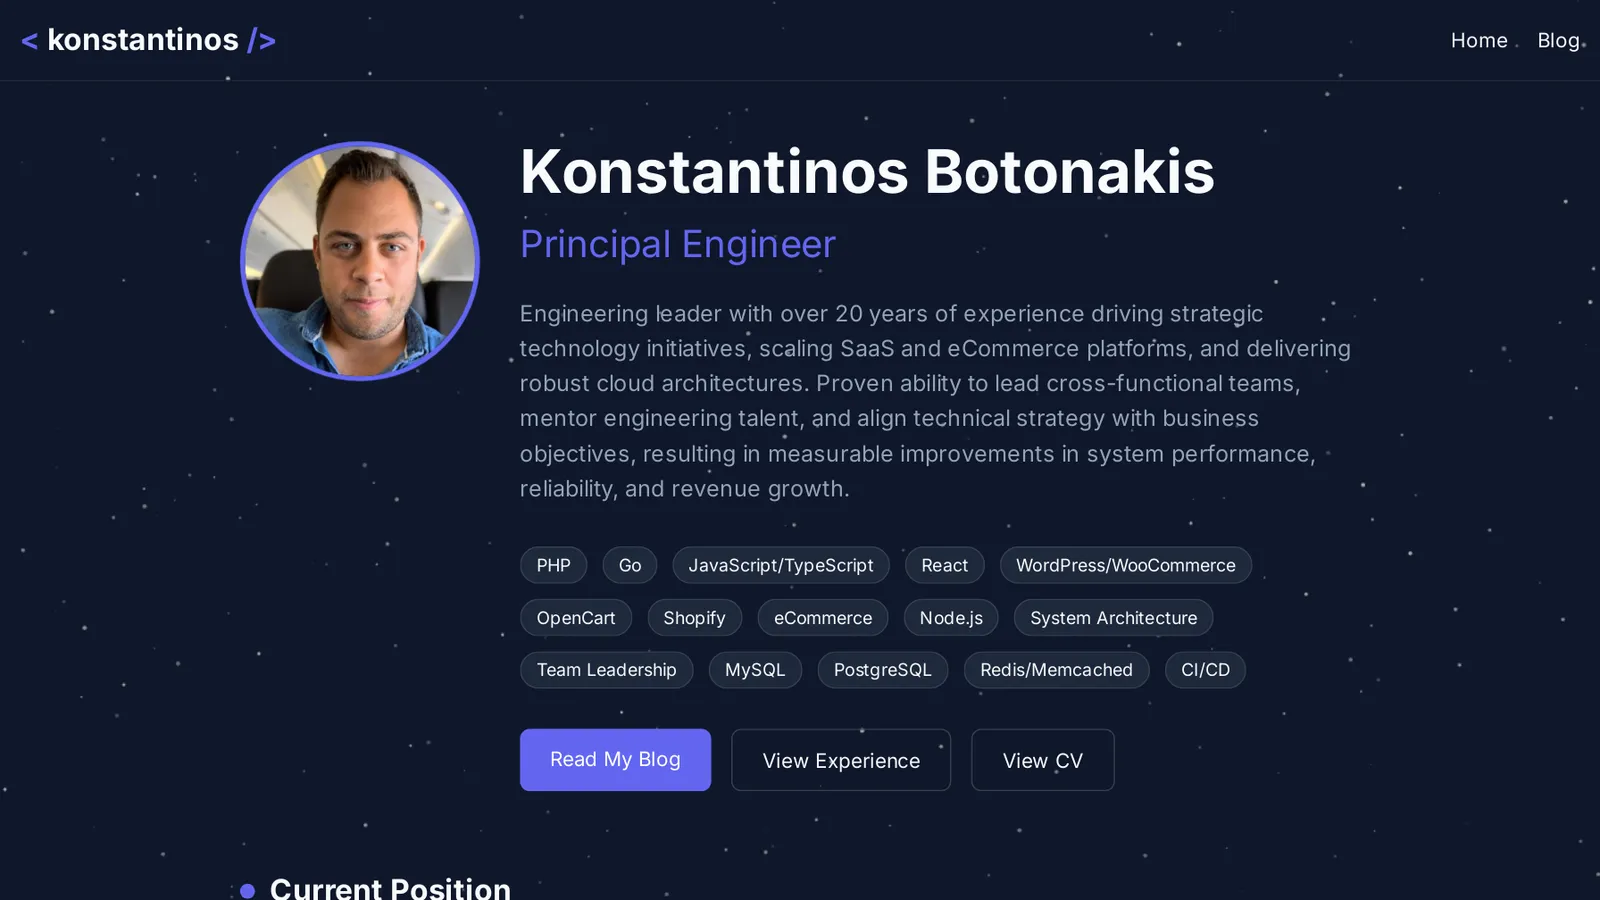 < konstantinos />
Home
Blog
Konstantinos Botonakis
Principal Engineer
Engineering leader with over 20 years of experience driving strategic
technology initiatives, scaling SaaS and eCommerce platforms, and delivering
robust cloud architectures. Proven ability to lead cross-functional teams,
mentor engineering talent, and align technical strategy with business
objectives, resulting in measurable improvements in system performance,
reliability, and revenue growth.
PHP
Go
JavaScript/TypeScript
React
WordPress/WooCommerce
OpenCart
Shopify
eCommerce
Node.js
System Architecture
Team Leadership
MySQL
PostgreSQL
Redis/Memcached
CI/CD
Read My Blog
View Experience
View CV
Current Position